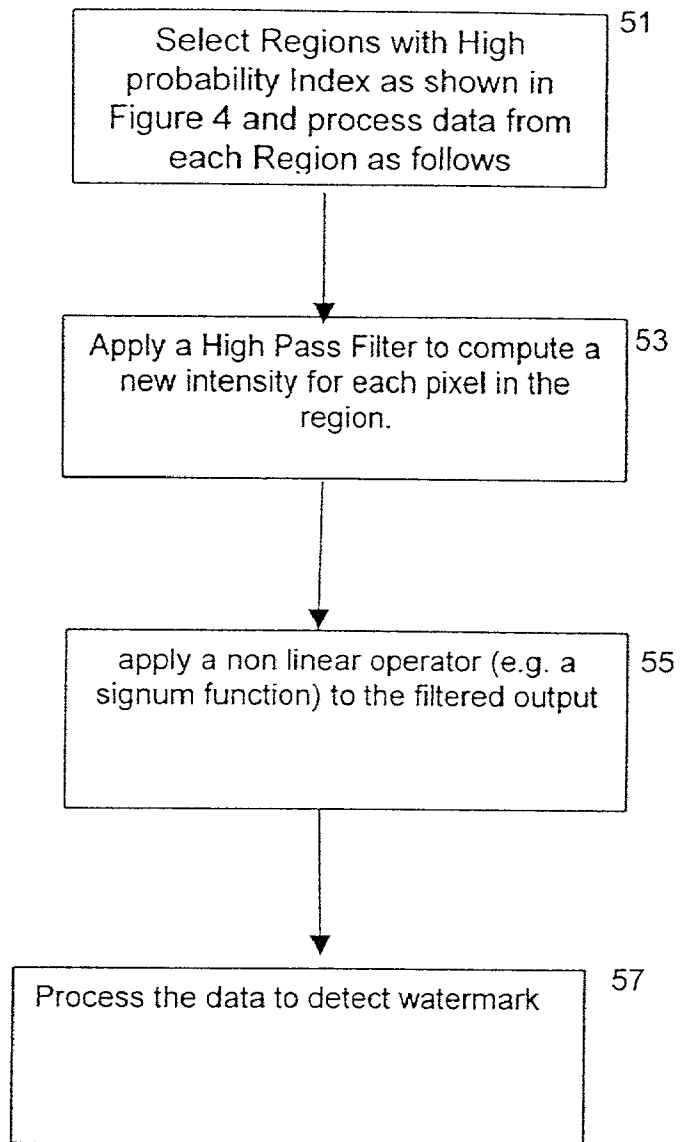 51
Select Regions with High
probability Index as shown in
Figure 4 and process data from
each Region as follows
53
Apply a High Pass Filter to compute a
new intensity for each pixel in the
region.
55
apply a non linear operator (e.g. a
signum function) to the filtered output
57
Process the data to detect watermark